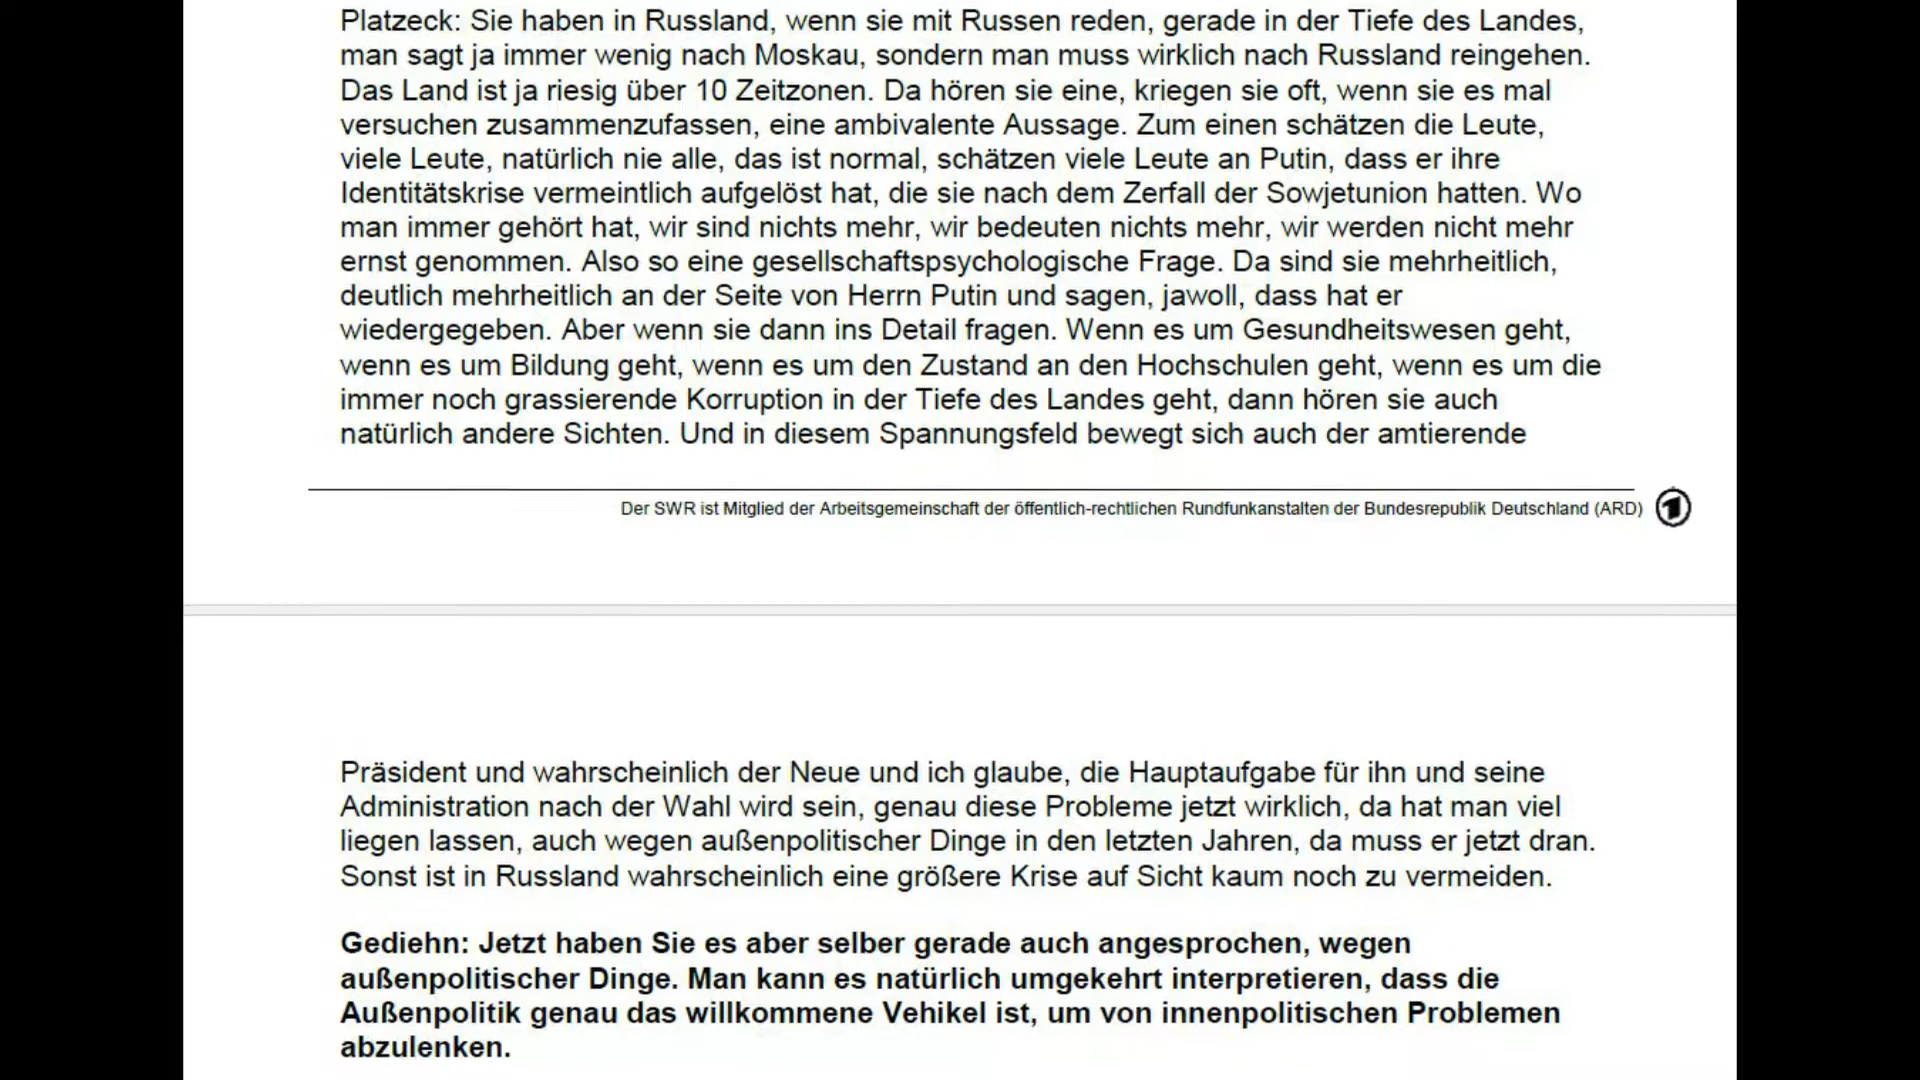 Platzeck: Sie haben in Russland, wenn sie mit Russen reden, gerade in der Tiefe des Landes,
man sagt ja immer wenig nach Moskau, sondern man muss wirklich nach Russland reingehen.
Das Land ist ja riesig über 10 Zeitzonen. Da hören sie eine, kriegen sie oft, wenn sie es mal
versuchen zusammenzufassen, eine ambivalente Aussage. Zum einen schätzen die Leute,
viele Leute, natürlich nie alle, das ist normal, schätzen viele Leute an Putin, dass er ihre
Identitätskrise vermeintlich aufgelöst hat, die sie nach dem Zerfall der Sowjetunion hatten. Wo
man immer gehört hat, wir sind nichts mehr, wir bedeuten nichts mehr, wir werden nicht mehr
ernst genommen. Also so eine gesellschaftspsychologische Frage. Da sind sie mehrheitlich,
deutlich mehrheitlich an der Seite von Herrn Putin und sagen, jawoll, dass hat er
wiedergegeben. Aber wenn sie dann ins Detail fragen. Wenn es um Gesundheitswesen geht,
wenn es um Bildung geht, wenn es um den Zustand an den Hochschulen geht, wenn es um die
immer noch grassierende Korruption in der Tiefe des Landes geht, dann hören sie auch
natürlich andere Sichten. Und in diesem Spannungsfeld bewegt sich auch der amtierende
Der SWR ist Mitglied der Arbeitsgemeinschaft der öffentlich-rechtlichen Rundfunkanstalten der Bundesrepublik Deutschland (ARD)
Präsident und wahrscheinlich der Neue und ich glaube, die Hauptaufgabe für ihn und seine
Administration nach der Wahl wird sein, genau diese Probleme jetzt wirklich, da hat man viel
liegen lassen, auch wegen außenpolitischer Dinge in den letzten Jahren, da muss er jetzt dran.
Sonst ist in Russland wahrscheinlich eine größere Krise auf Sicht kaum noch zu vermeiden.
Gediehn: Jetzt haben Sie es aber selber gerade auch angesprochen, wegen
außenpolitischer Dinge. Man kann es natürlich umgekehrt interpretieren, dass die
Außenpolitik genau das willkommene Vehikel ist, um von innenpolitischen Problemen
abzulenken.